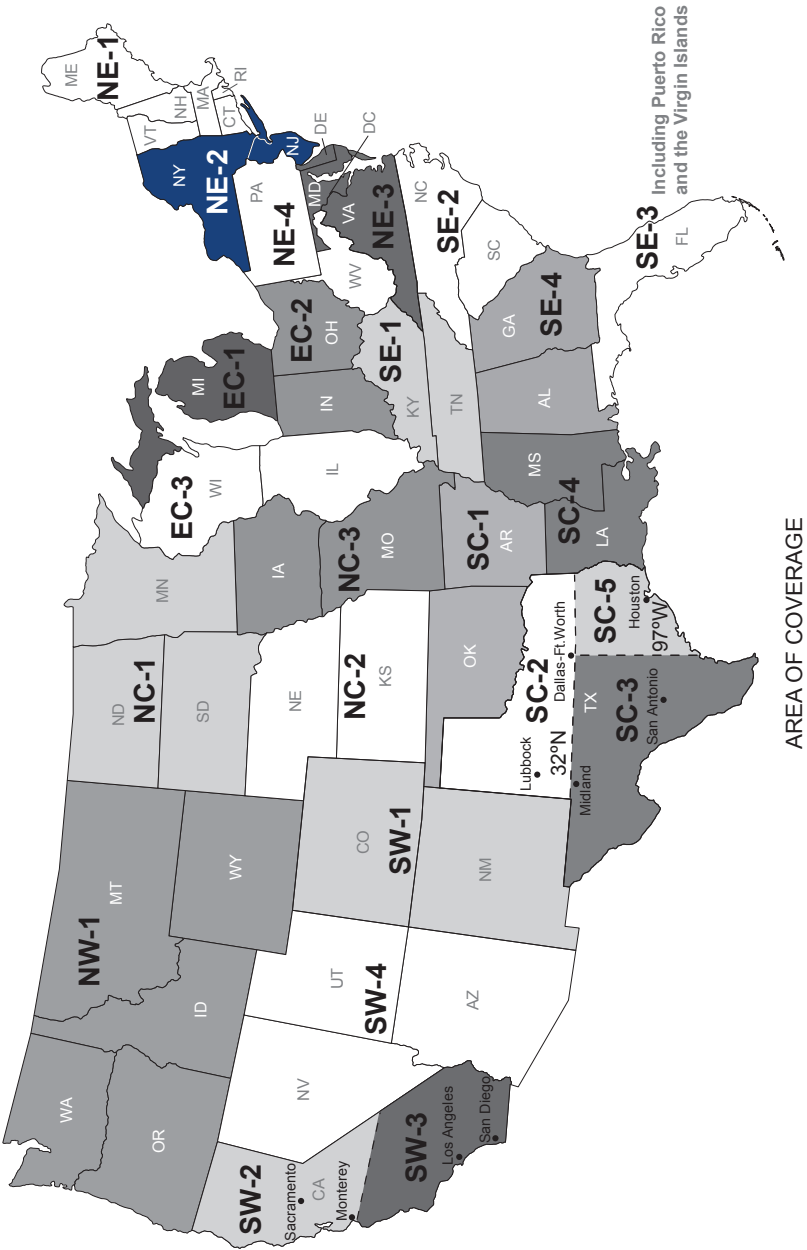 WA
OR
ID
MT
NW-1
WY
ND
NC-1
SD
MN
NE
NC-2
KS
IA
NC-3
MO
EC-3
WI
IL
MI
EC-1
IN
EC-2
OH
NV
UT
SW-4
AZ
CO
SW-1
NM
SW-2
Sacramento
CA
Monterey
SW-3
Los Angeles
San Diego
OK
SC-1
AR
SC-2
Lubbock
Dallas-Ft.Worth
32ºN
Midland
TX
SC-3
San Antonio
SC-5
Houston
97ºW
SC-4
MS
LA
SE-1
KY
TN
AL
GA
SE-4
NC
SE-2
SC
SE-3
FL
Including Puerto Rico
and the Virgin Islands
WV
VA
NE-3
MD
DE
DC
PA
NE-4
NY
NE-2
NJ
VT
NH
MA
CT
RI
ME
NE-1
AREA OF COVERAGE